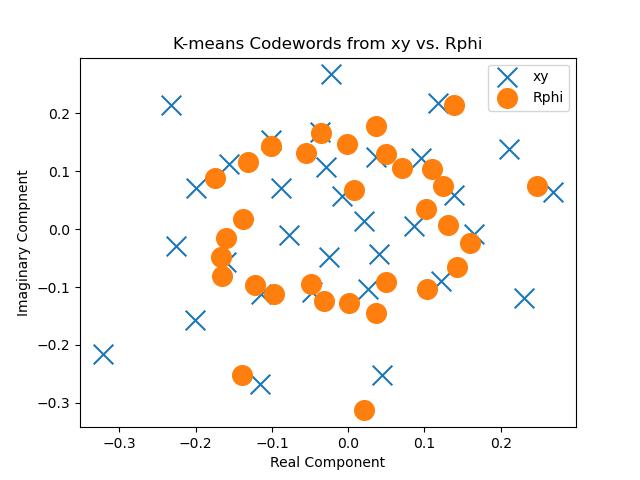 K-means Codewords from xy vs. Rphi
xy
Rphi
0.2
0.1
0.0
−0.1
−0.2
−0.3
Imaginary Compnent
−0.3
−0.2
−0.1
0.0
0.1
0.2
Real Component